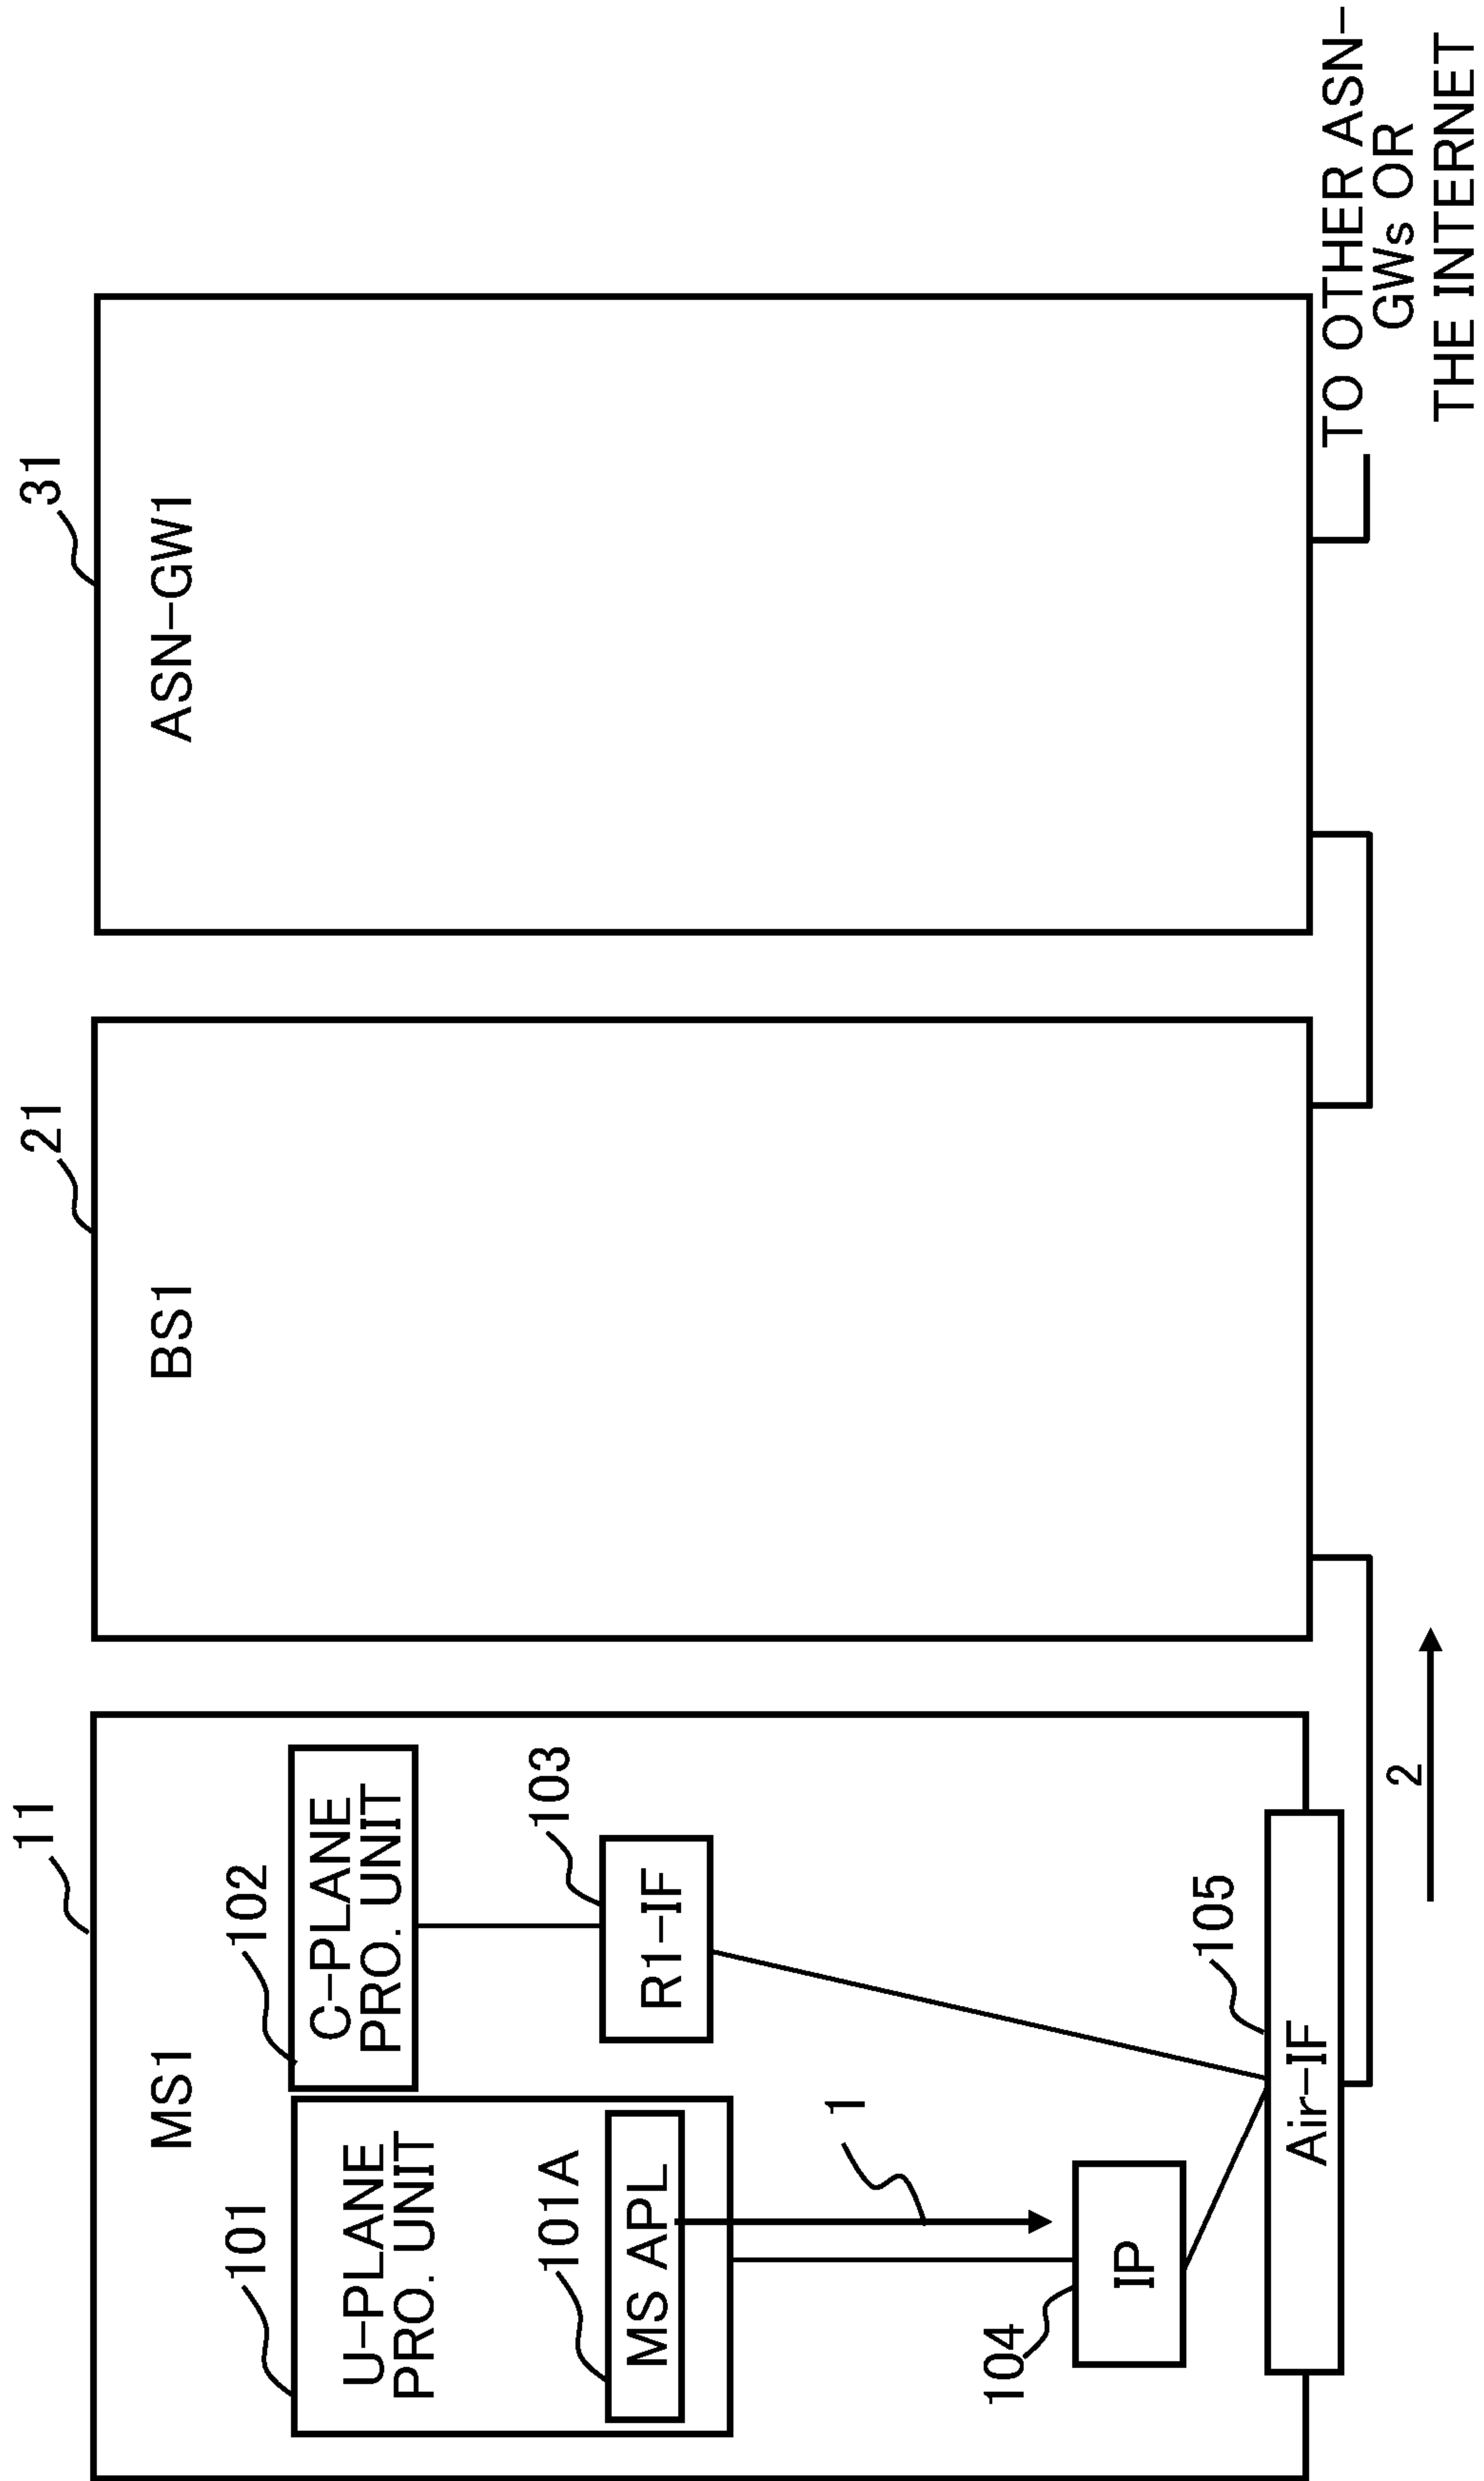 11
21
31
MS1
BS1
ASN-GW1
101
102
U-PLANE
PRO. UNIT
C-PLANE
PRO. UNIT
101A
103
MS APL
R1-IF
1
104
IP
105
Air-IF
2
TO OTHER ASN-
GWs OR
THE INTERNET